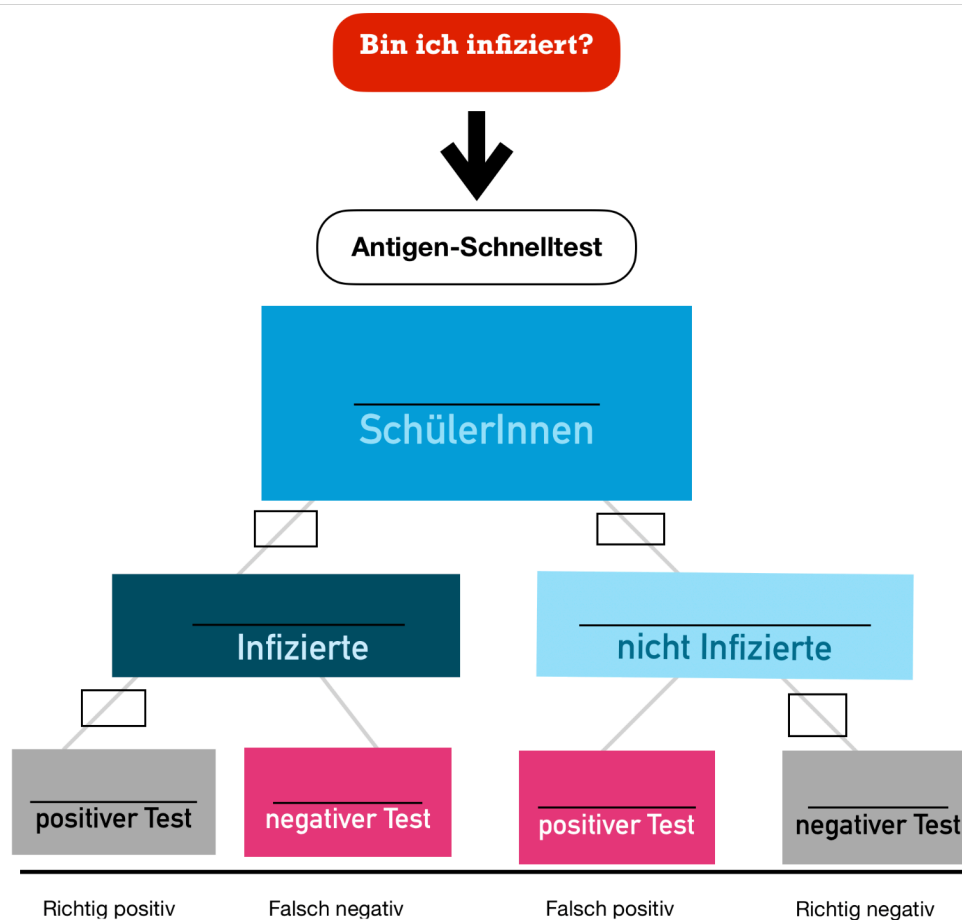 Bin ich infiziert?
Antigen-Schnelltest
SchülerInnen
Infizierte
nicht Infizierte
positiver Test
negativer Test
positiver Test
negativer Test
Richtig positiv
Falsch negativ
Falsch positiv
Richtig negativ